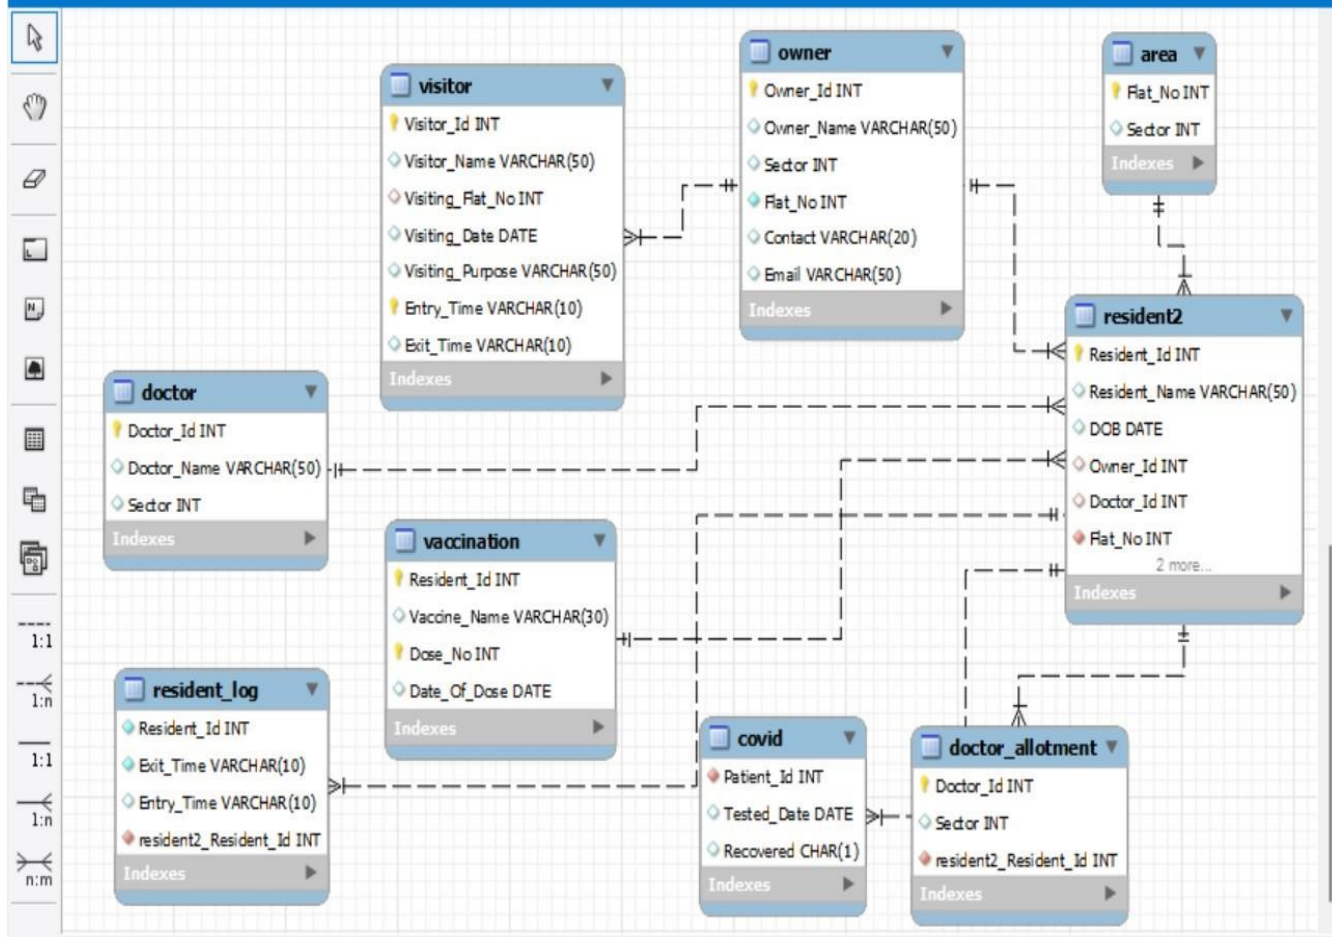 visitor
Visitor_Id INT
Visitor_Name VARCHAR(50)
Visiting_Flat_No INT
Visiting_Date DATE
Visiting_Purpose VARCHAR(50)
Entry_Time VARCHAR(10)
Exit_Time VARCHAR(10)
Indexes
owner
Owner_Id INT
Owner_Name VARCHAR(50)
Sector INT
Flat_No INT
Contact VARCHAR(20)
Email VARCHAR(50)
Indexes
area
Flat_No INT
Sector INT
Indexes
resident2
Resident_Id INT
Resident_Name VARCHAR(50)
DOB DATE
Owner_Id INT
Doctor_Id INT
Flat_No INT
2 more...
Indexes
doctor
Doctor_Id INT
Doctor_Name VARCHAR(50)
Sector INT
Indexes
vaccination
Resident_Id INT
Vaccine_Name VARCHAR(30)
Dose_No INT
Date_Of_Dose DATE
Indexes
resident_log
Resident_Id INT
Exit_Time VARCHAR(10)
Entry_Time VARCHAR(10)
resident2_Resident_Id INT
Indexes
covid
Patient_Id INT
Tested_Date DATE
Recovered CHAR(1)
Indexes
doctor_allotment
Doctor_Id INT
Sector INT
resident2_Resident_Id INT
Indexes
1:1
1:n
1:1
1:n
n:m